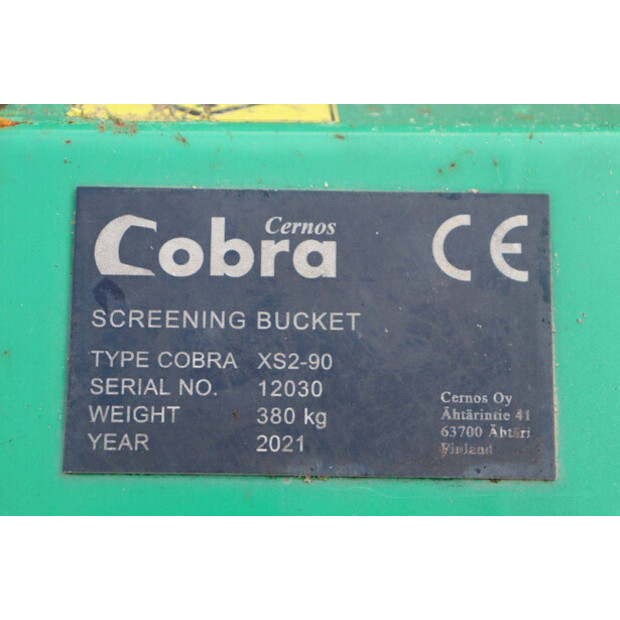 Cernos
Cobra
CE
SCREENING BUCKET
TYPE COBRA XS2-90
SERIAL NO. 12030
WEIGHT 380 kg
YEAR 2021
Cernos Oy
Ähtärintie 41
63700 Ähtäri
Finland